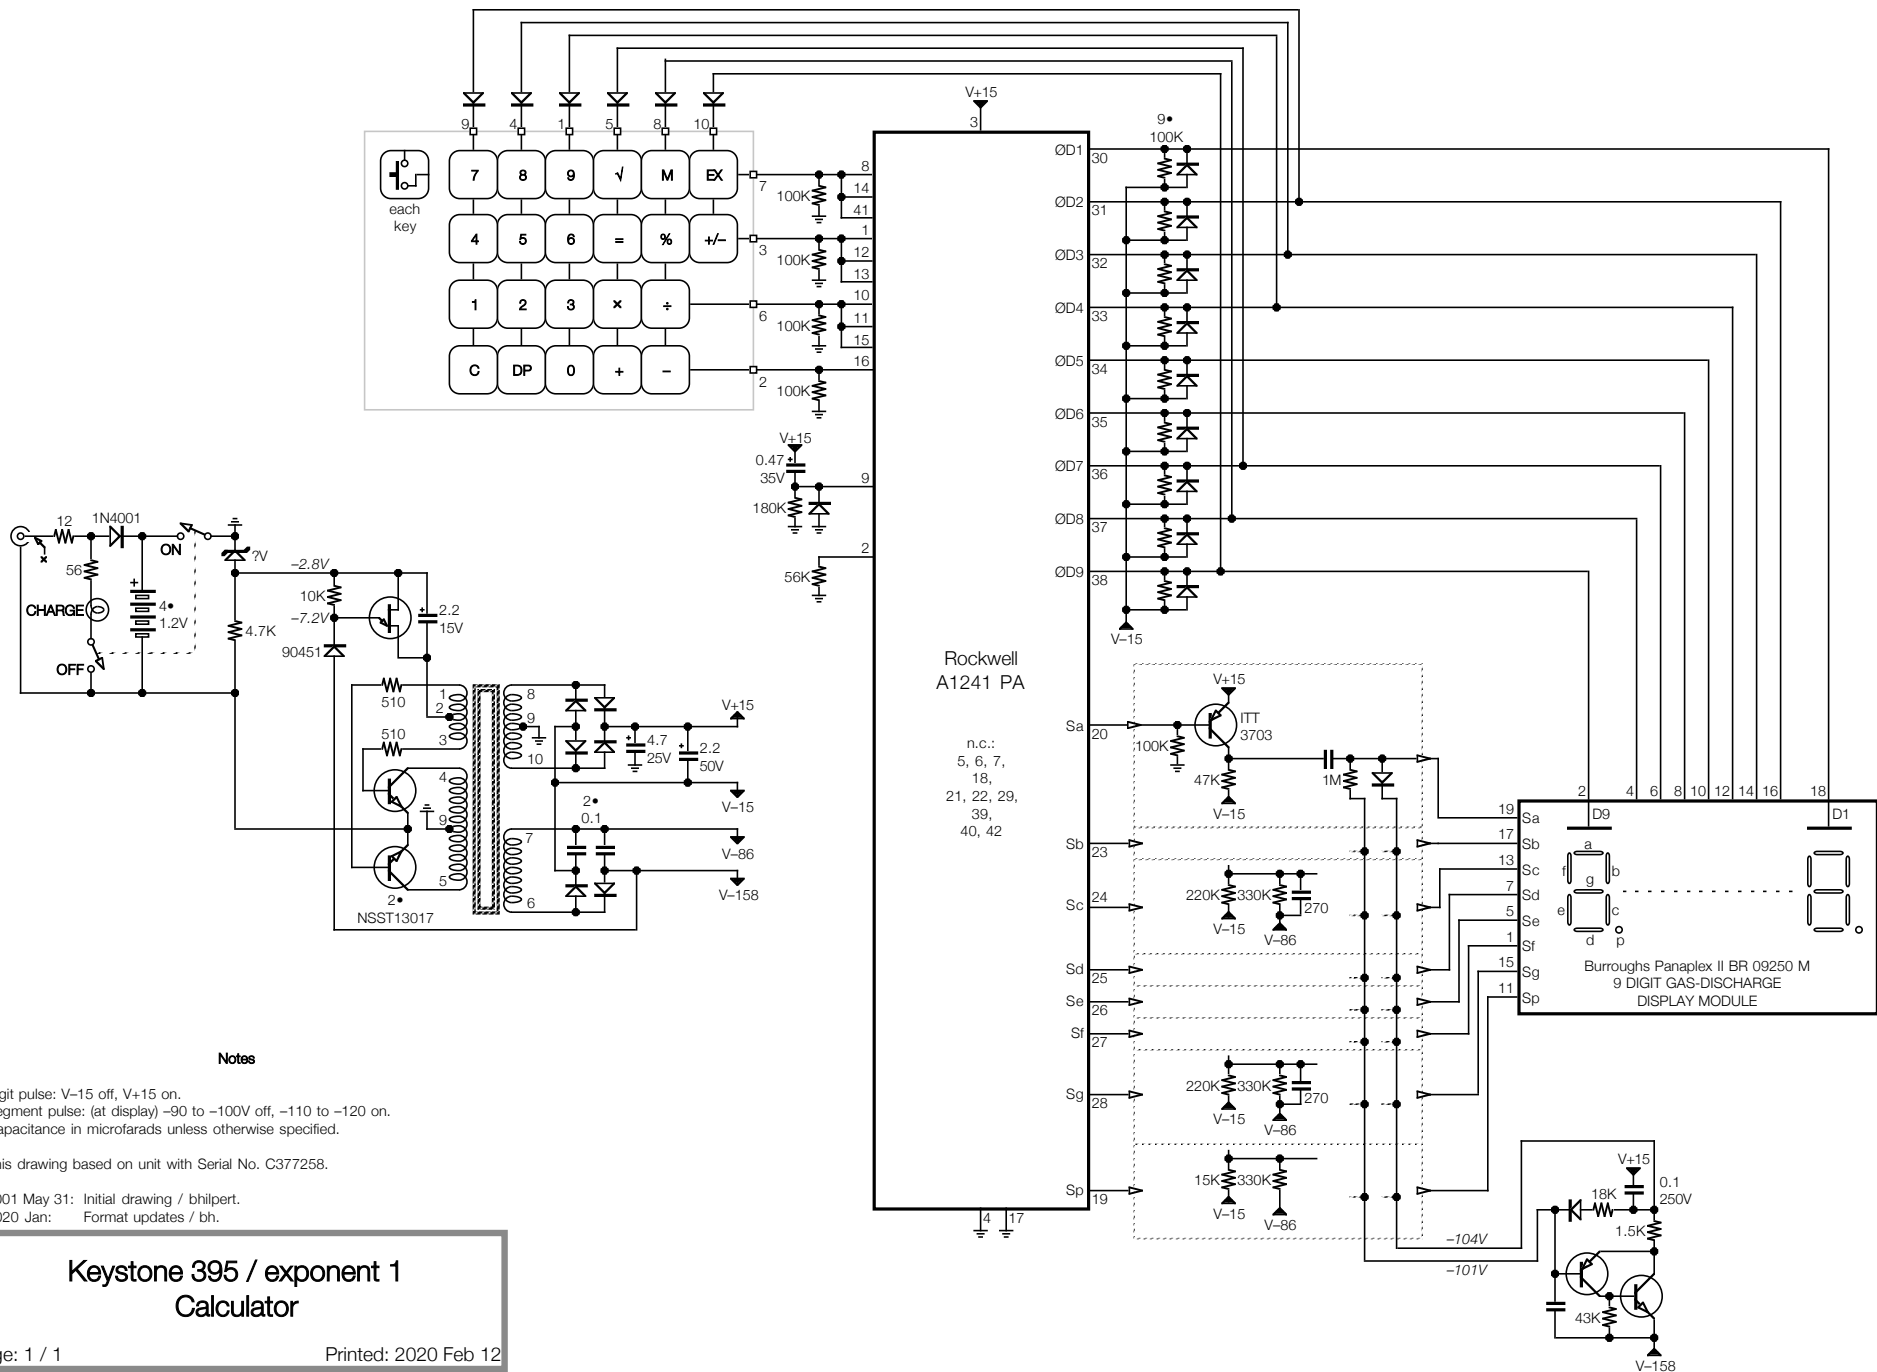 9 4 1 5 8 10
7 8 9 √ M EX
7
4 5 6 = % +/–
3
1 2 3 × ÷
6
C DP 0 + –
2
each
key
100K
100K
100K
100K
8
14
41
1
12
13
10
11
15
16
V+15
0.47 +
35V
180K
9
2
56K
V+15
3
Rockwell
A1241 PA
n.c.:
5, 6, 7,
18,
21, 22, 29,
39,
40, 42
4 17
9•
100K
ØD1
30
ØD2
31
ØD3
32
ØD4
33
ØD5
34
ØD6
35
ØD7
36
ØD8
37
ØD9
38
V–15
12
1N4001
ON
56
CHARGE
OFF
+
4•
1.2V
?V
4.7K
–2.8V
10K
–7.2V
90451
+
2.2
15V
510
510
1
2
3
4
9
5
2•
NSST13017
8
9
10
7
6
+
4.7
25V
+
2.2
50V
V+15
V–15
2•
0.1
V–86
V–158
Sa
20
Sb
23
Sc
24
Sd
25
Se
26
Sf
27
Sg
28
Sp
19
V+15
ITT
3703
100K
47K
V–15
1M
220K
330K
270
V–15
V–86
220K
330K
270
V–15
V–86
15K
330K
V–15
V–86
2 4 6 8 10 12 14 16 18
19 Sa
17 Sb
13 Sc
7 Sd
5 Se
1 Sf
15 Sg
11 Sp
D9 D1
a
f b
g
e c
d p
Burroughs Panaplex II BR 09250 M
9 DIGIT GAS-DISCHARGE
DISPLAY MODULE
–104V
–101V
V+15
0.1
250V
18K
1.5K
43K
V–158
Notes
git pulse: V–15 off, V+15 on.
egment pulse: (at display) –90 to –100V off, –110 to –120 on.
apacitance in microfarads unless otherwise specified.
his drawing based on unit with Serial No. C377258.
001 May 31: Initial drawing / bhilpert.
020 Jan: Format updates / bh.
Keystone 395 / exponent 1
Calculator
ge: 1 / 1
Printed: 2020 Feb 12